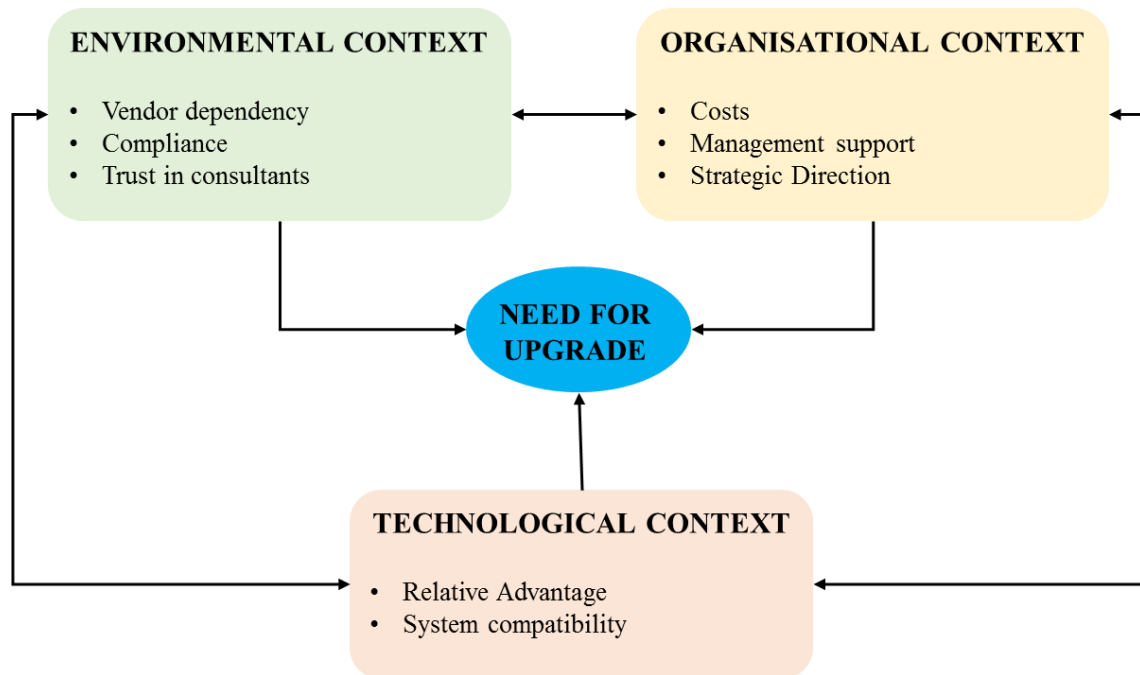 ENVIRONMENTAL CONTEXT
• Vendor dependency
• Compliance
• Trust in consultants
ORGANISATIONAL CONTEXT
• Costs
• Management support
• Strategic Direction
NEED FOR
UPGRADE
TECHNOLOGICAL CONTEXT
• Relative Advantage
• System compatibility